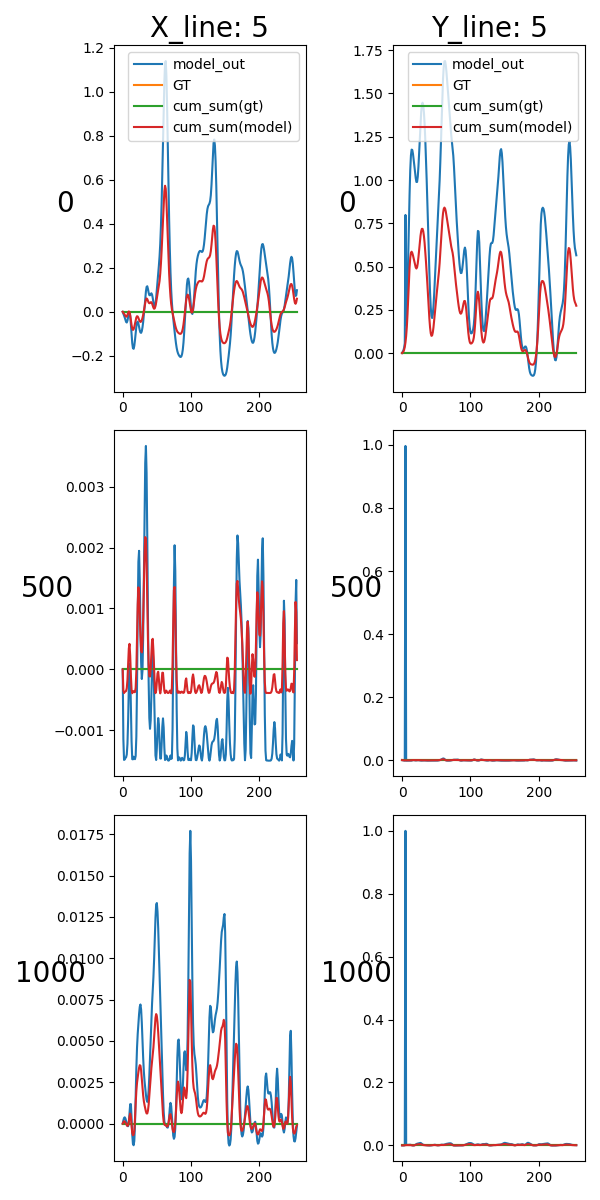 X_line: 5
Y_line: 5
1.2
1.0
0.8
0.6
0.4
0.2
0.0
−0.2
0
model_out
GT
cum_sum(gt)
cum_sum(model)
0 100 200
1.75
1.50
1.25
1.00
0.75
0.50
0.25
0.00
0
model_out
GT
cum_sum(gt)
cum_sum(model)
0 100 200
0.003
0.002
0.001
0.000
−0.001
500
0 100 200
1.0
0.8
0.6
0.4
0.2
0.0
500
0 100 200
0.0175
0.0150
0.0125
0.0100
0.0075
0.0050
0.0025
0.0000
1000
0 100 200
1.0
0.8
0.6
0.4
0.2
0.0
1000
0 100 200